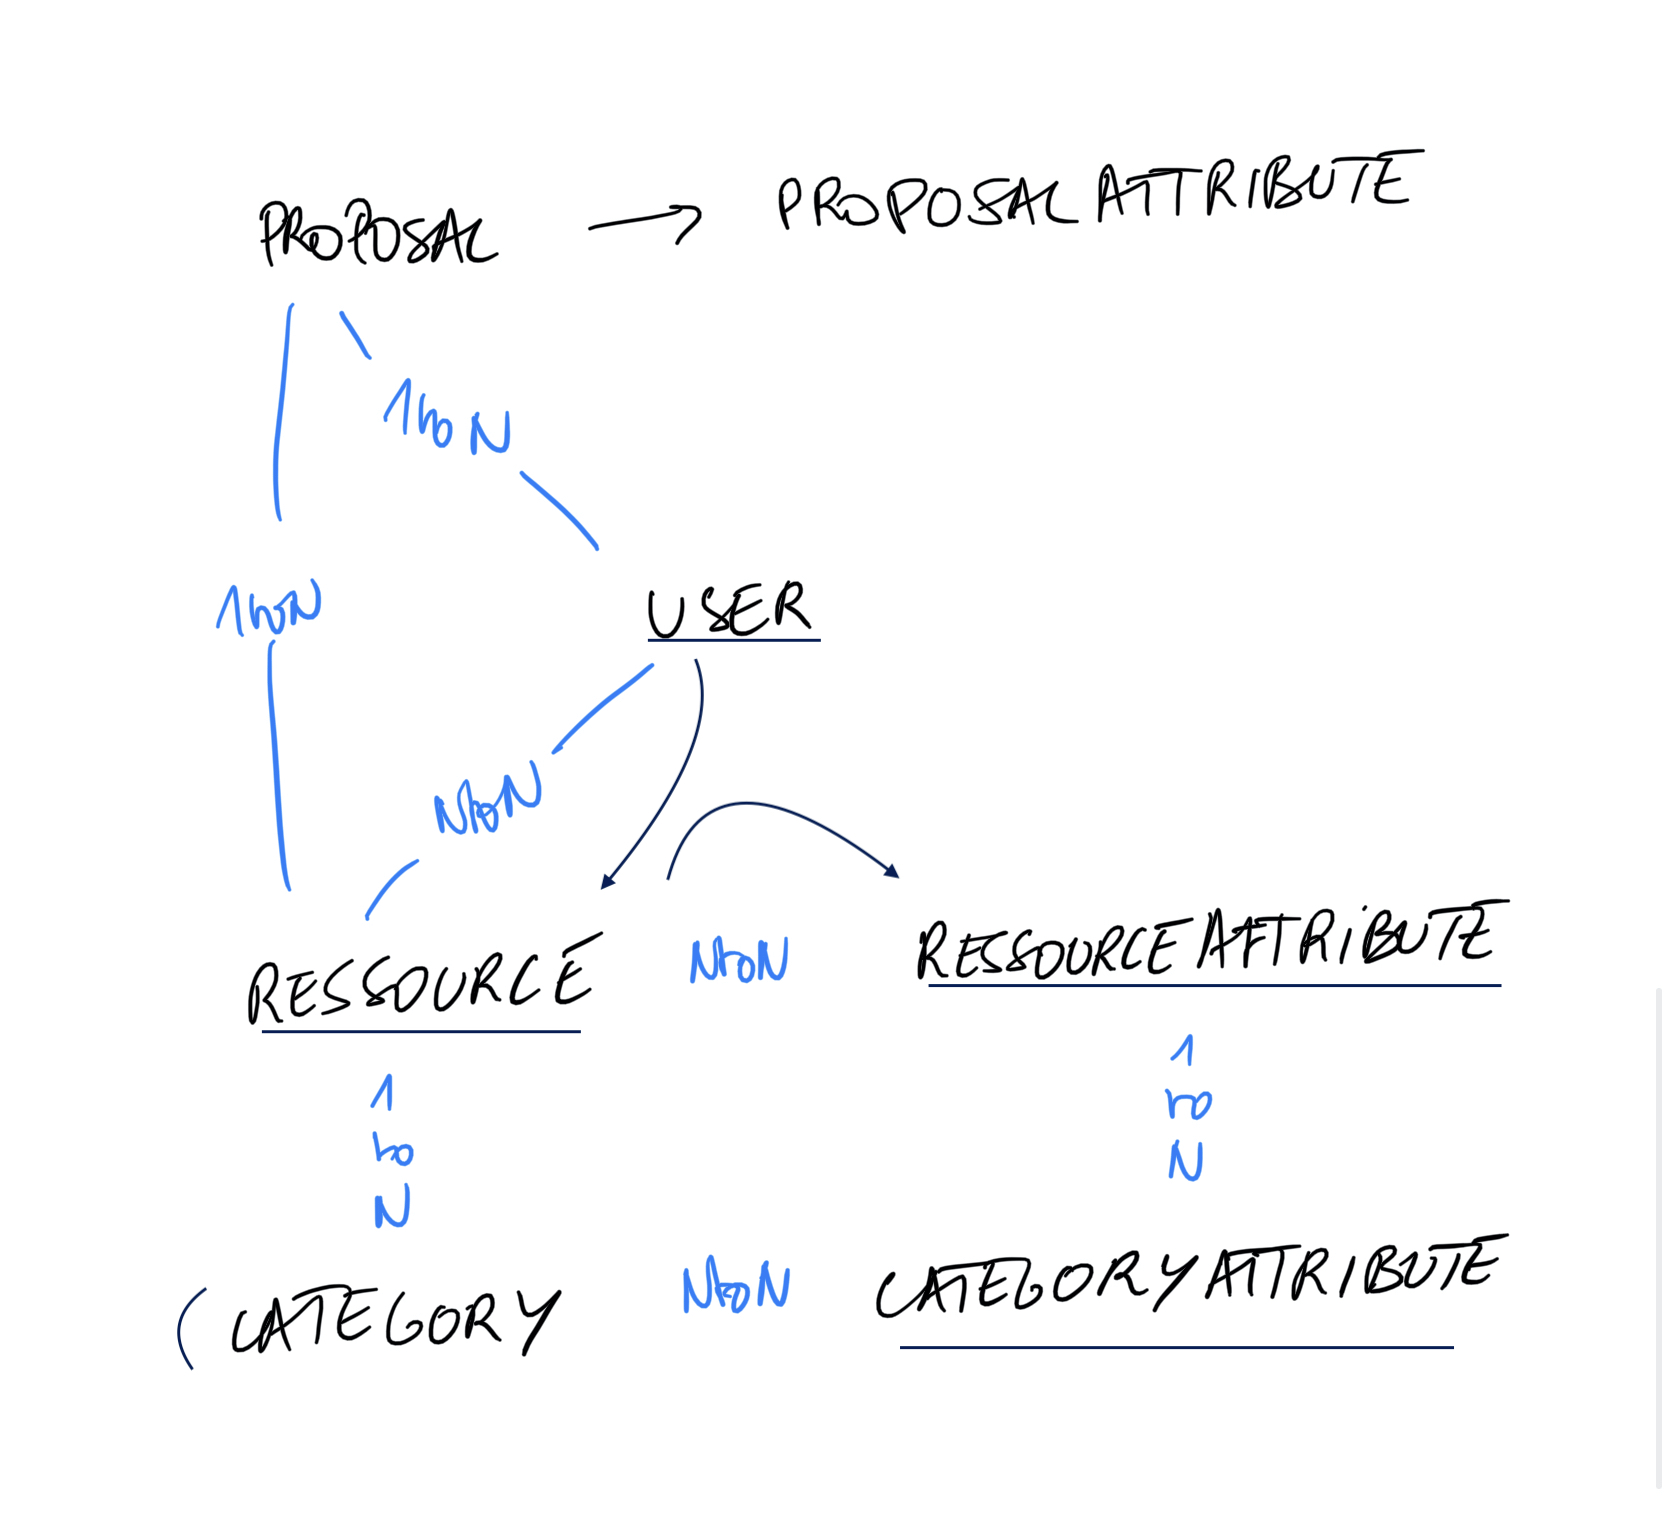 PROPOSAL → PROPOSAL ATTRIBUTE
1 to N
1 to N
USER
N to N
RESSOURCE N to N RESSOURCE ATTRIBUTE
1
to
N
1
to
N
( CATEGORY N to N CATEGORY ATTRIBUTE